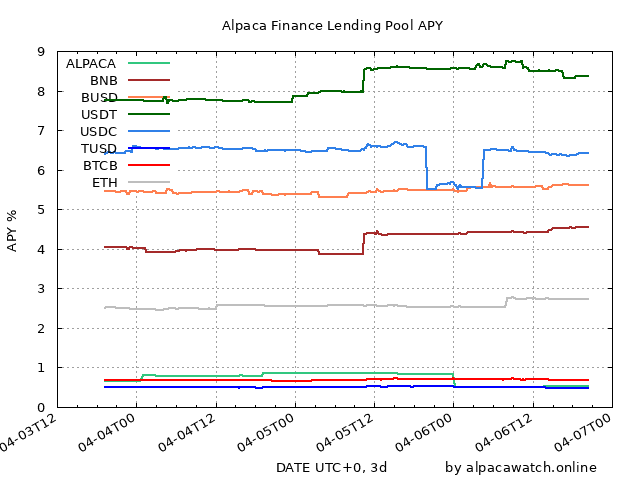 Alpaca Finance Lending Pool APY
9
8
7
6
5
4
3
2
1
0
APY %
ALPACA
BNB
BUSD
USDT
USDC
TUSD
BTCB
ETH
04-03T12
04-04T00
04-04T12
04-05T00
04-05T12
04-06T00
04-06T12
04-07T00
DATE UTC+0, 3d
by alpacawatch.online